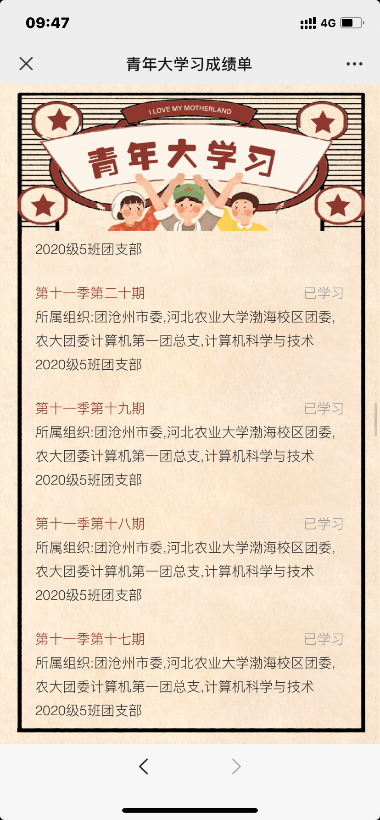 09:47
4G
青年大学习成绩单
I LOVE MY MOTHERLAND
青年大学习
2020级5班团支部
第十一季第二十期 已学习
所属组织:团沧州市委,河北农业大学渤海校区团委,
农大团委计算机第一团总支,计算机科学与技术
2020级5班团支部
第十一季第十九期 已学习
所属组织:团沧州市委,河北农业大学渤海校区团委,
农大团委计算机第一团总支,计算机科学与技术
2020级5班团支部
第十一季第十八期 已学习
所属组织:团沧州市委,河北农业大学渤海校区团委,
农大团委计算机第一团总支,计算机科学与技术
2020级5班团支部
第十一季第十七期 已学习
所属组织:团沧州市委,河北农业大学渤海校区团委,
农大团委计算机第一团总支,计算机科学与技术
2020级5班团支部